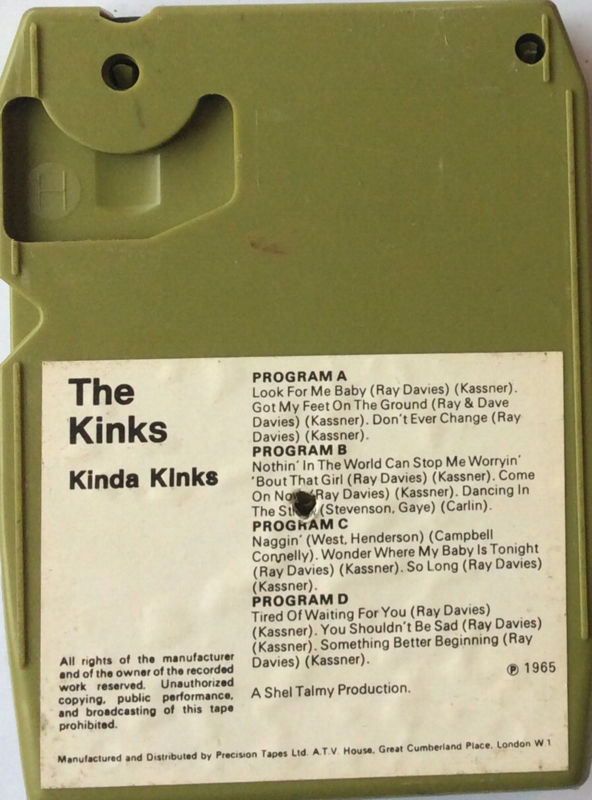 The
Kinks
Kinda KInks
All rights of the manufacturer
and of the owner of the recorded
work reserved. Unauthorized
copying, public performance,
and broadcasting of this tape
prohibited.
PROGRAM A
Look For Me Baby (Ray Davies) (Kassner).
Got My Feet On The Ground (Ray & Dave
Davies) (Kassner). Don't Ever Change (Ray
Davies) (Kassner).
PROGRAM B
Nothin' In The World Can Stop Me Worryin'
'Bout That Girl (Ray Davies) (Kassner). Come
On (Ray Davies) (Kassner). Dancing In
The (Stevenson, Gaye) (Carlin).
PROGRAM C
Naggin' (West, Henderson) (Campbell
Connelly). Wonder Where My Baby Is Tonight
(Ray Davies) (Kassner). So Long (Ray Davies)
(Kassner).
PROGRAM D
Tired Of Waiting For You (Ray Davies)
(Kassner). You Shouldn't Be Sad (Ray Davies)
(Kassner). Something Better Beginning (Ray
Davies) (Kassner).
℗ 1965
A Shel Talmy Production.
Manufactured and Distributed by Precision Tapes Ltd. A.T.V. House, Great Cumberland Place, London W 1